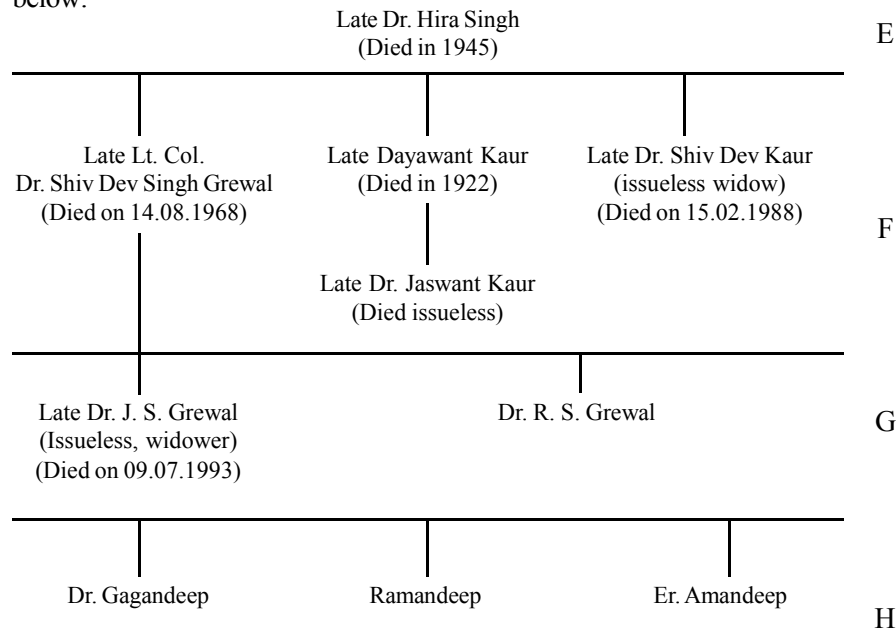 below:
Late Dr. Hira Singh
(Died in 1945)
E
Late Lt. Col.
Dr. Shiv Dev Singh Grewal
(Died on 14.08.1968)
Late Dayawant Kaur
(Died in 1922)
Late Dr. Shiv Dev Kaur
(issueless widow)
(Died on 15.02.1988)
F
Late Dr. Jaswant Kaur
(Died issueless)
Late Dr. J. S. Grewal
(Issueless, widower)
(Died on 09.07.1993)
Dr. R. S. Grewal
G
Dr. Gagandeep
Ramandeep
Er. Amandeep
H